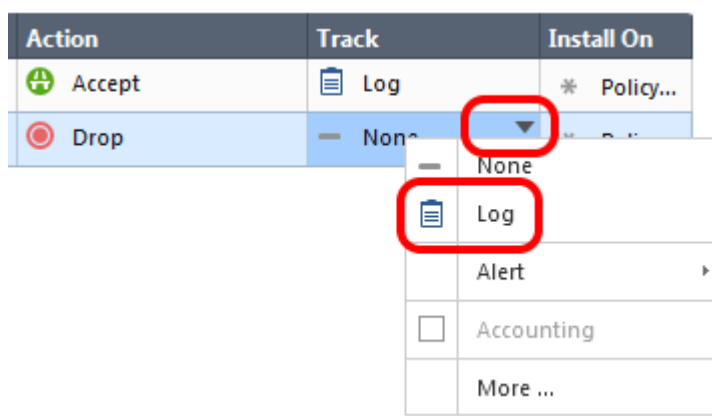 Action Track Install On
Accept Log * Policy...
Drop None
None
Log
Alert
Accounting
More ...